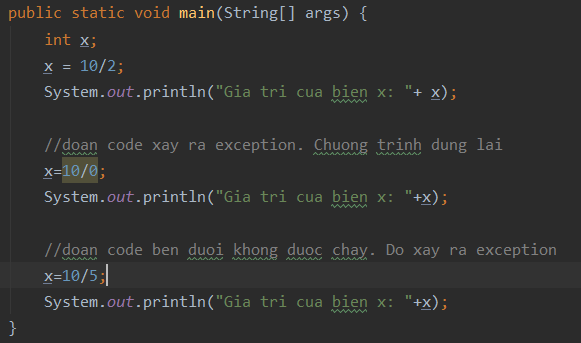 public static void main(String[] args) {
int x;
x = 10/2;
System.out.println("Gia tri cua bien x: "+ x);
//doan code xay ra exception. Chuong trinh dung lai
x=10/0;
System.out.println("Gia tri cua bien x: "+x);
//doan code ben duoi khong duoc chay. Do xay ra exception
x=10/5;
System.out.println("Gia tri cua bien x: "+x);
}